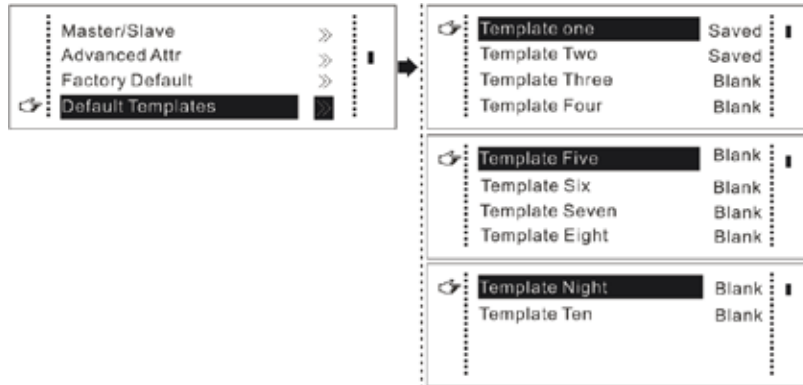 Master/Slave
Advanced Attr
Factory Default
Default Templates
Template one Saved
Template Two Saved
Template Three Blank
Template Four Blank
Template Five Blank
Template Six Blank
Template Seven Blank
Template Eight Blank
Template Night Blank
Template Ten Blank